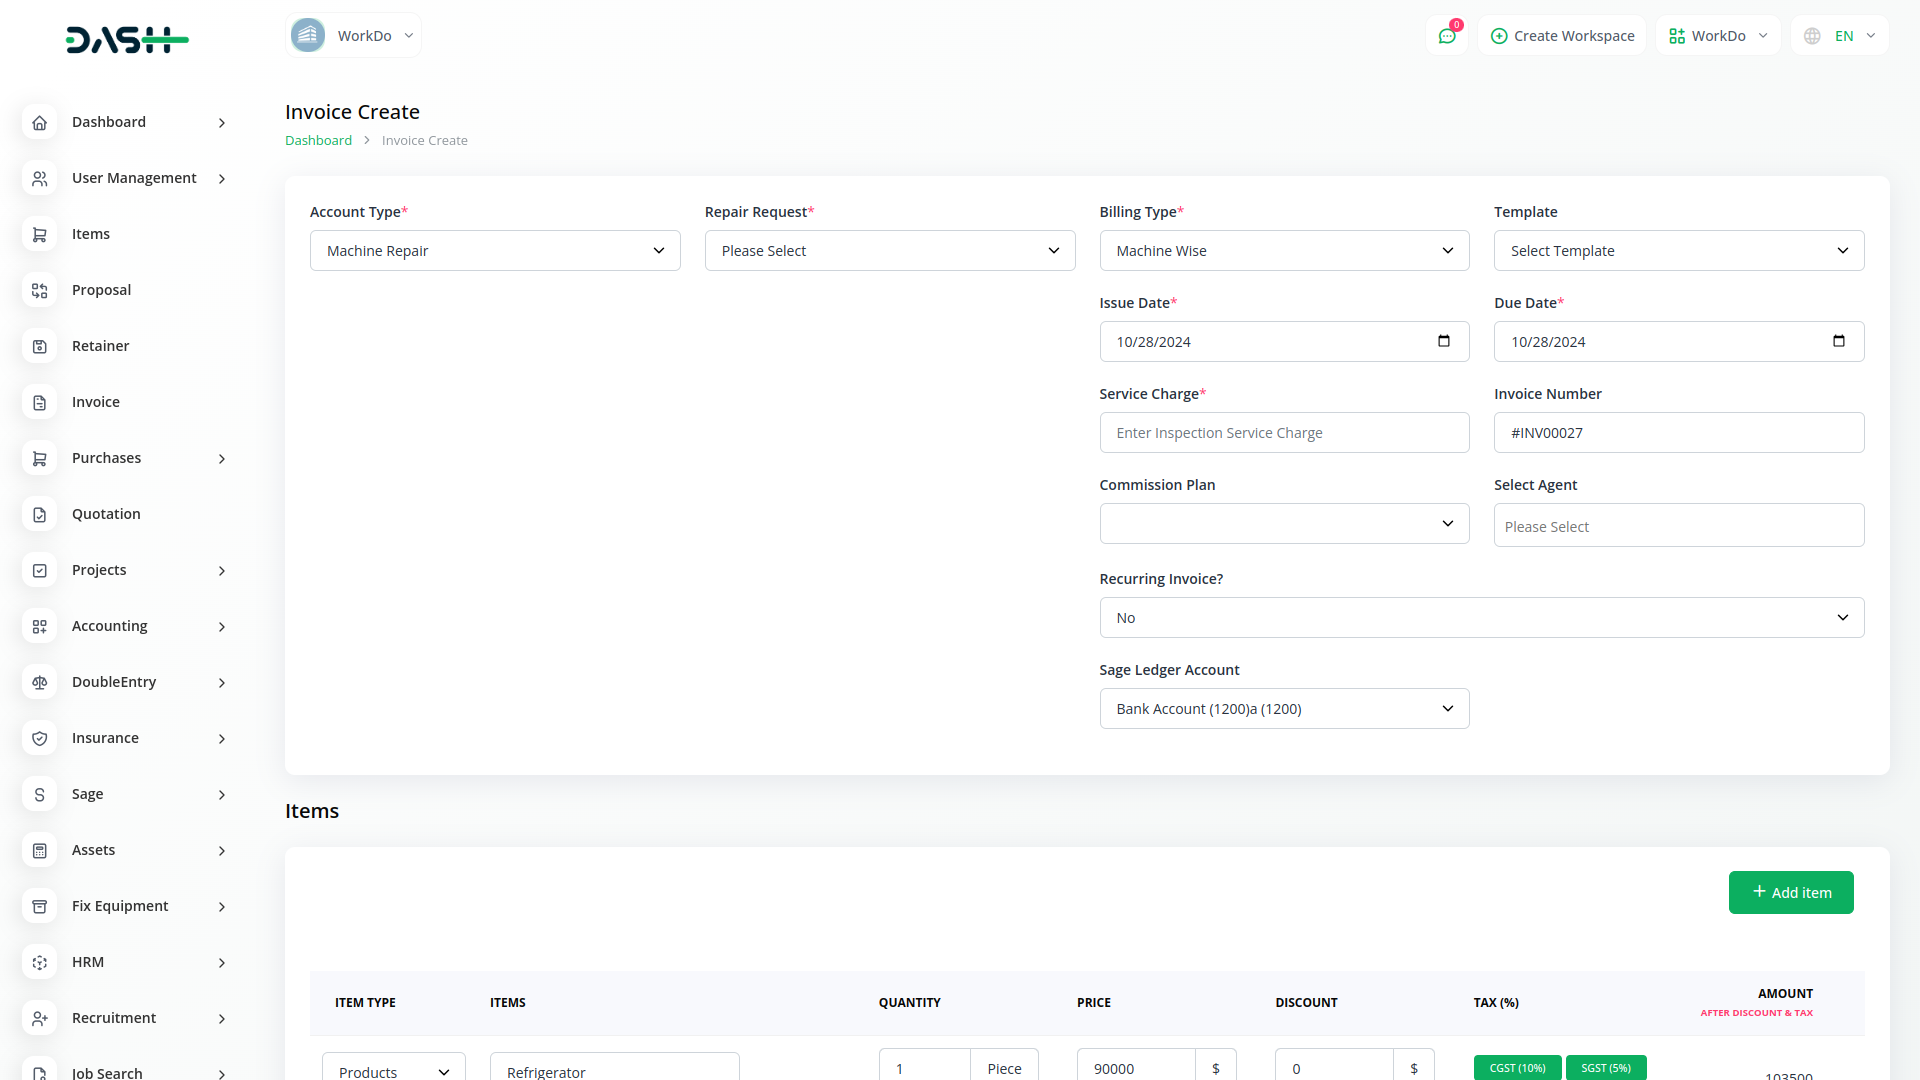 DASH
WorkDo
0
Create Workspace
WorkDo
EN
Dashboard
User Management
Items
Proposal
Retainer
Invoice
Purchases
Quotation
Projects
Accounting
DoubleEntry
Insurance
S
Sage
Assets
Fix Equipment
HRM
Recruitment
Job Search
Invoice Create
Dashboard > Invoice Create
Account Type*
Machine Repair
Repair Request*
Please Select
Billing Type*
Machine Wise
Template
Select Template
Issue Date*
10/28/2024
Due Date*
10/28/2024
Service Charge*
Enter Inspection Service Charge
Invoice Number
#INV00027
Commission Plan
Select Agent
Please Select
Recurring Invoice?
No
Sage Ledger Account
Bank Account (1200)a (1200)
Items
+ Add item
ITEM TYPE ITEMS QUANTITY PRICE DISCOUNT TAX (%) AMOUNT
AFTER DISCOUNT & TAX
Products Refrigerator 1 Piece 90000 $ 0 $ CGST (10%) SGST (5%) 103500